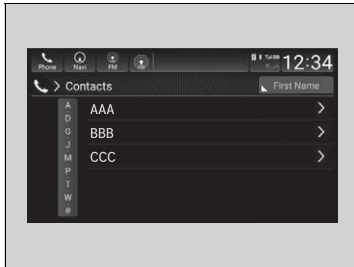 Phone Navi FM
12:34
> Contacts
First Name
A
D
G
J
M
P
T
W
#
AAA >
BBB >
CCC >